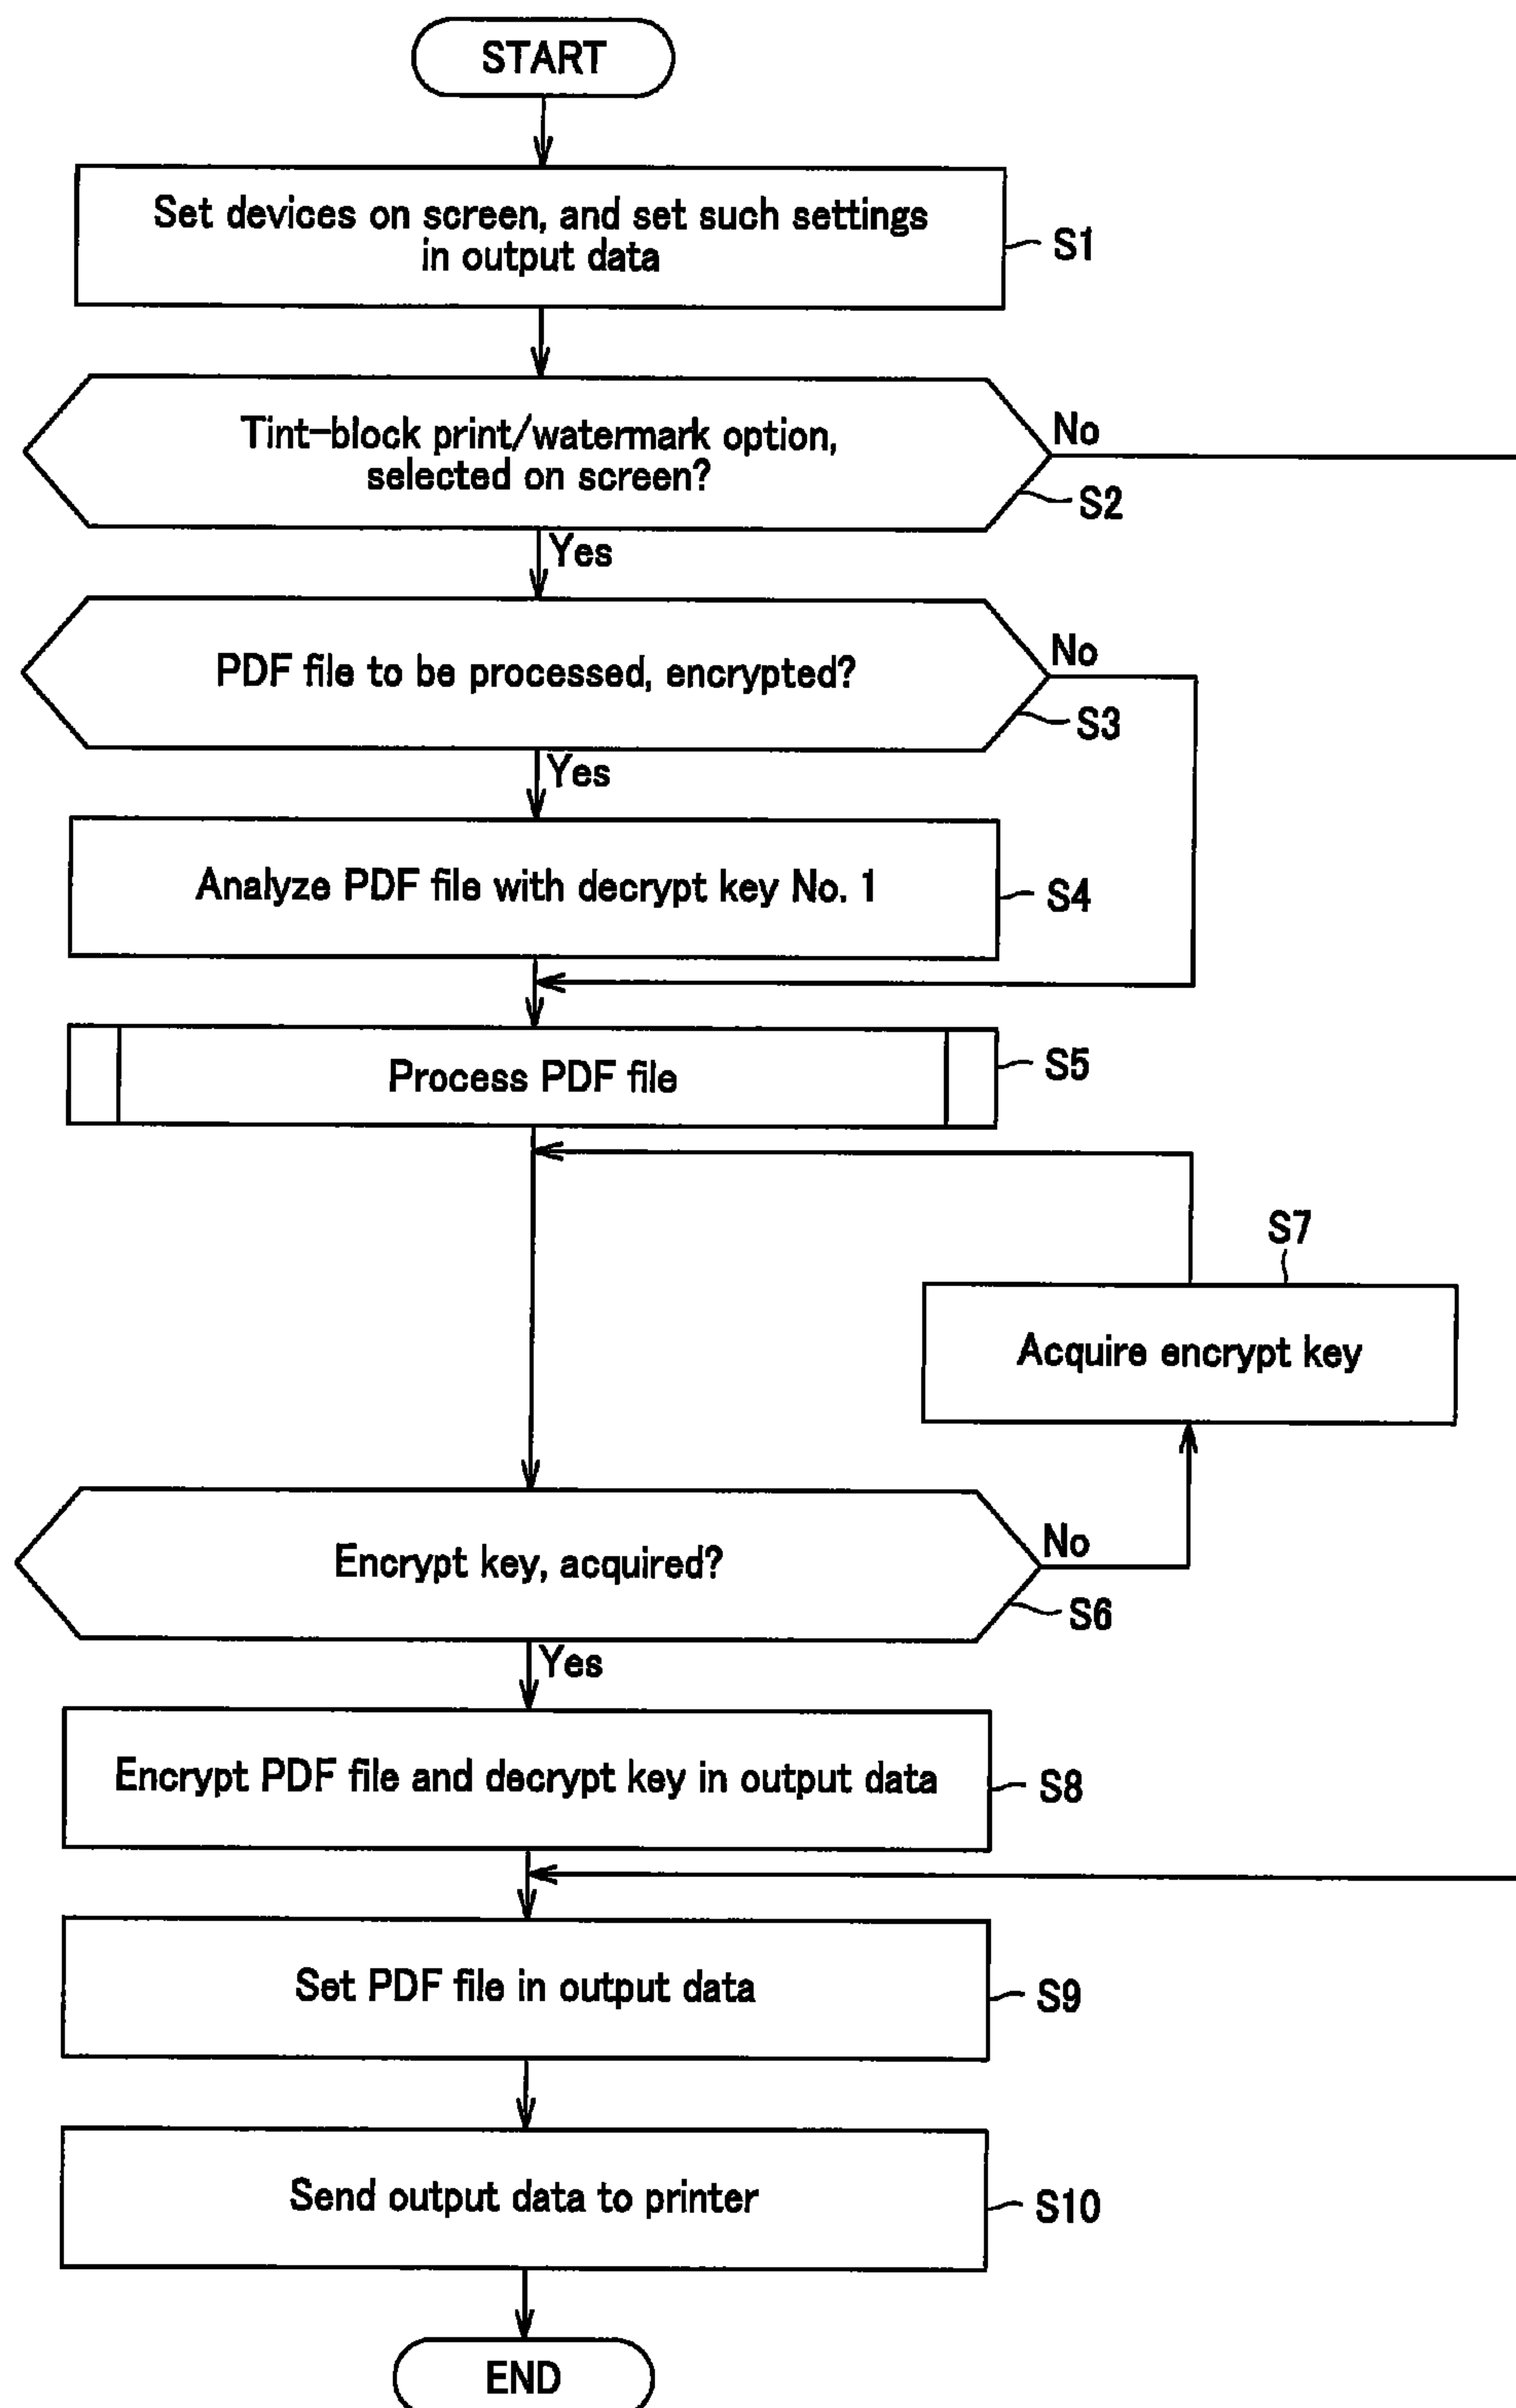 START
Set devices on screen, and set such settings
in output data
S1
Tint-block print/watermark option,
selected on screen?
No
S2
Yes
PDF file to be processed, encrypted?
No
S3
Yes
Analyze PDF file with decrypt key No. 1
S4
Process PDF file
S5
S7
Acquire encrypt key
Encrypt key, acquired?
No
S6
Yes
Encrypt PDF file and decrypt key in output data
S8
Set PDF file in output data
S9
Send output data to printer
S10
END